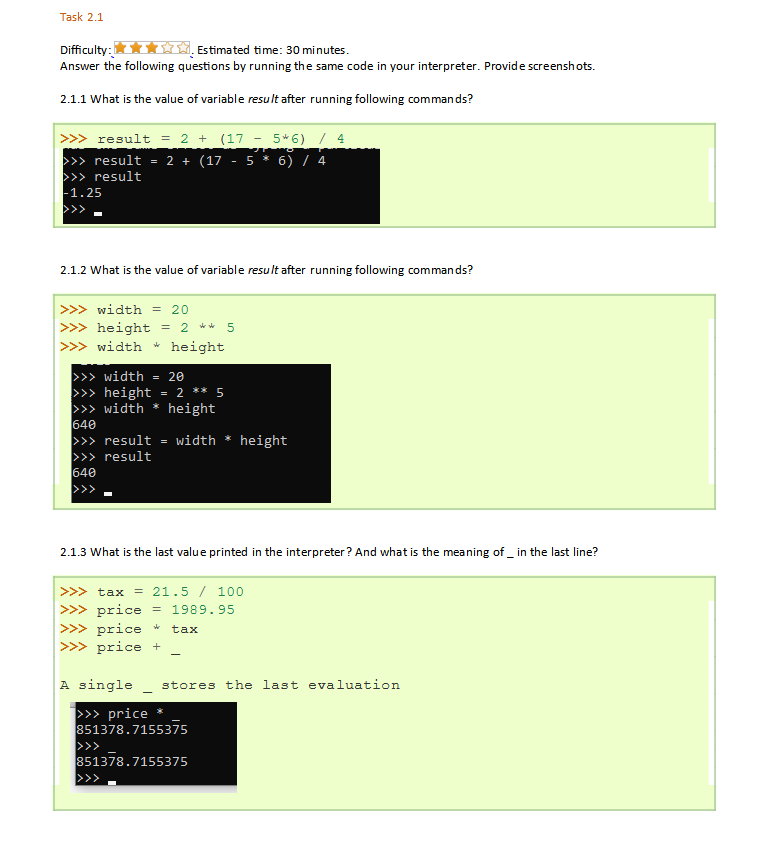 Task 2.1
Difficulty: . Estimated time: 30 minutes.
Answer the following questions by running the same code in your interpreter. Provide screenshots.
2.1.1 What is the value of variable result after running following commands?
>>> result = 2 + (17 - 5*6) / 4
>>> result = 2 + (17 - 5 * 6) / 4
>>> result
-1.25
>>>
2.1.2 What is the value of variable result after running following commands?
>>> width = 20
>>> height = 2 ** 5
>>> width * height
>>> width = 20
>>> height = 2 ** 5
>>> width * height
640
>>> result = width * height
>>> result
640
>>>
2.1.3 What is the last value printed in the interpreter? And what is the meaning of _ in the last line?
>>> tax = 21.5 / 100
>>> price = 1989.95
>>> price * tax
>>> price + _
A single _ stores the last evaluation
>>> price * _
851378.7155375
>>> _
851378.7155375
>>>